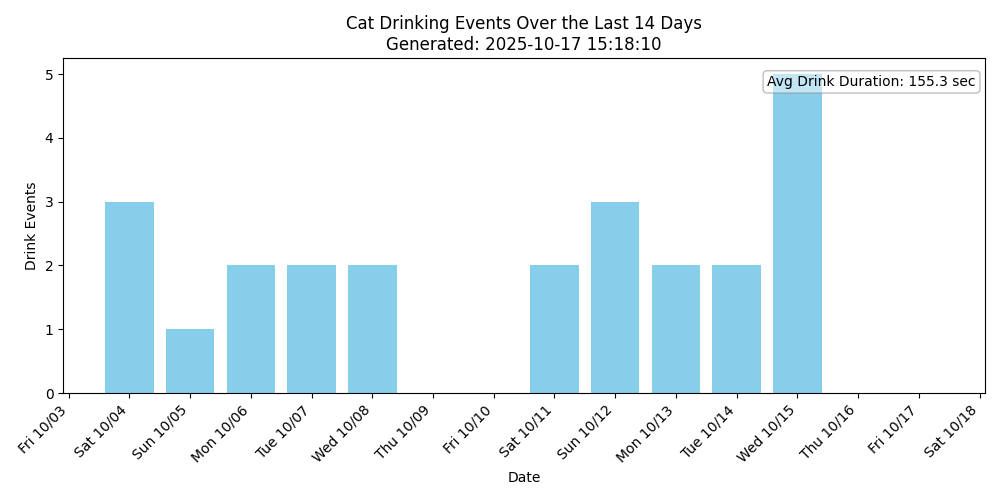 Cat Drinking Events Over the Last 14 Days
Generated: 2025-10-17 15:18:10
Avg Drink Duration: 155.3 sec
Drink Events
5
4
3
2
1
0
Fri 10/03
Sat 10/04
Sun 10/05
Mon 10/06
Tue 10/07
Wed 10/08
Thu 10/09
Fri 10/10
Sat 10/11
Sun 10/12
Mon 10/13
Tue 10/14
Wed 10/15
Thu 10/16
Fri 10/17
Sat 10/18
Date